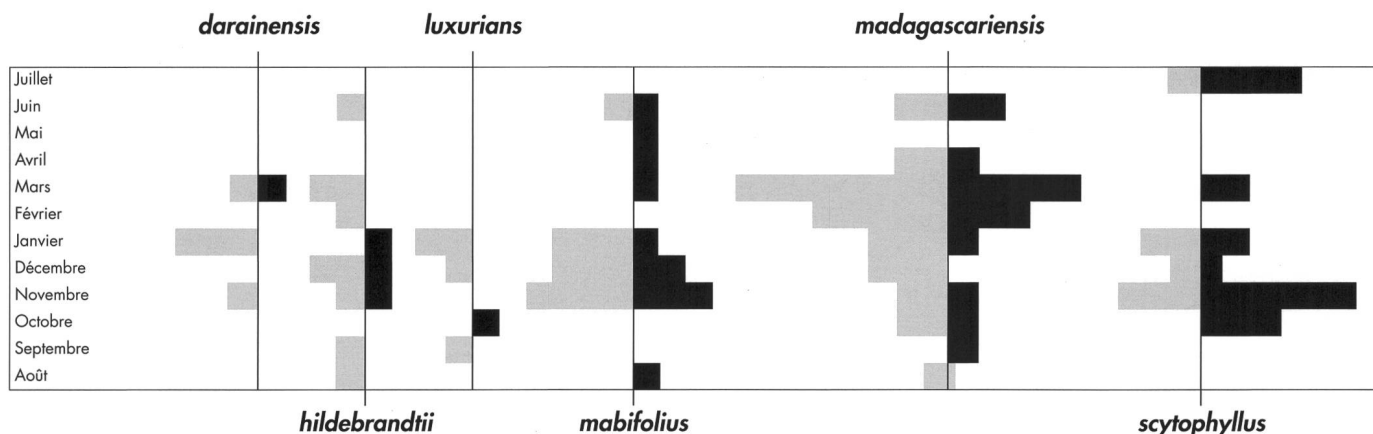 darainensis luxurians madagascariensis
Juillet
Juin
Mai
Avril
Mars
Février
Janvier
Décembre
Novembre
Octobre
Septembre
Août
hildebrandtii mabifolius scytophyllus